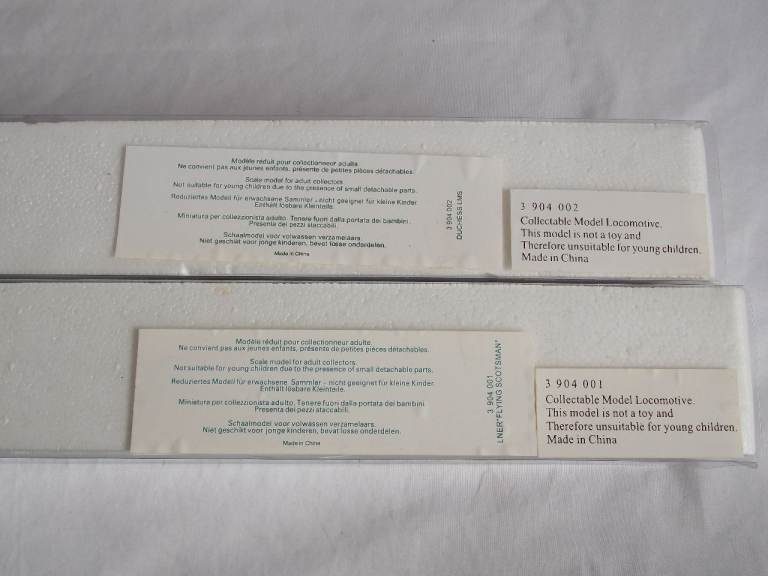 Modèle réduit pour collectionneur adulte.
Ne convient pas aux jeunes enfants, présente de petites pièces détachables.
Scale model for adult collectors.
Not suitable for young children due to the presence of small detachable parts.
Reduziertes Modell für erwachsene Sammler - nicht geeignet für kleine Kinder.
Enthält lösbare Kleinteile.
Miniatura per collezzionista adulto. Tenere fuori dalla portata dei bambini.
Presenta dei pezzi staccabili.
Schaalmodel voor volwassen verzamelaars.
Niet geschikt voor jonge kinderen, bevat losse onderdelen.
Made in China
3 904 002
DUCHESS LMS
3 904 002
Collectable Model Locomotive.
This model is not a toy and
Therefore unsuitable for young children.
Made in China
Modèle réduit pour collectionneur adulte.
Ne convient pas aux jeunes enfants, présente de petites pièces détachables.
Scale model for adult collectors.
Not suitable for young children due to the presence of small detachable parts.
Reduziertes Modell für erwachsene Sammler - nicht geeignet für kleine Kinder.
Enthält lösbare Kleinteile.
Miniatura per collezzionista adulto. Tenere fuori dalla portata dei bambini.
Presenta dei pezzi staccabili.
Schaalmodel voor volwassen verzamelaars.
Niet geschikt voor jonge kinderen, bevat losse onderdelen.
Made in China
3 904 001
LNER"FLYING SCOTSMAN"
3 904 001
Collectable Model Locomotive.
This model is not a toy and
Therefore unsuitable for young children.
Made in China